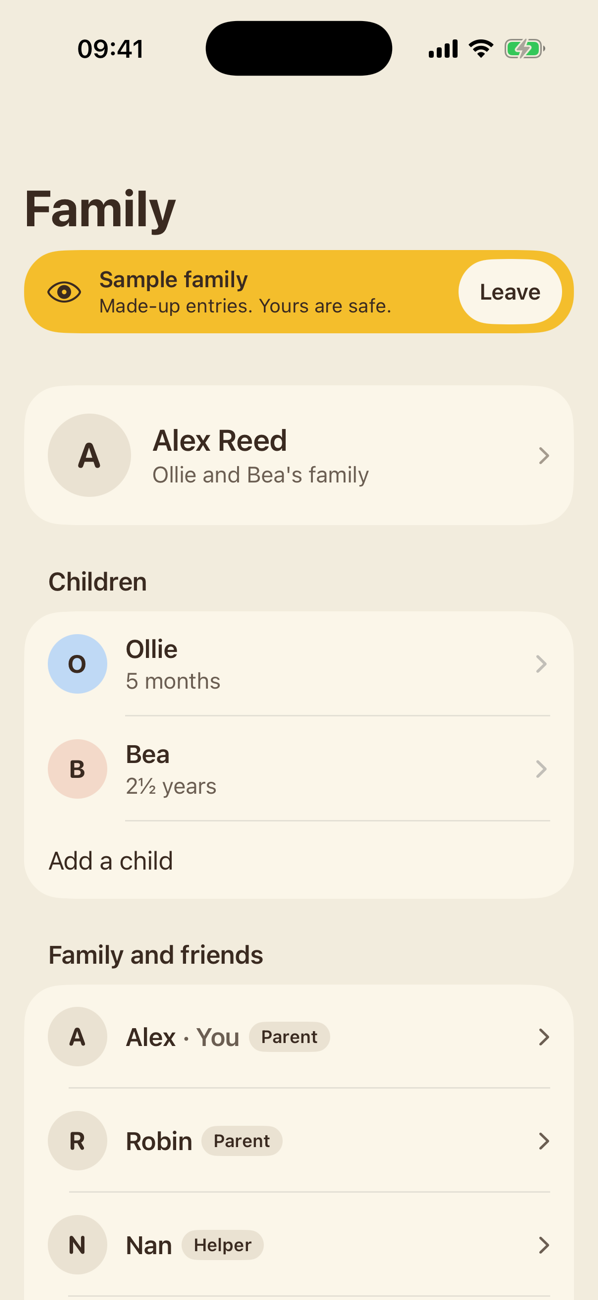 09:41
Family
Sample family
Made-up entries. Yours are safe.
Leave
A
Alex Reed
Ollie and Bea's family
Children
O
Ollie
5 months
B
Bea
2½ years
Add a child
Family and friends
A
Alex · You Parent
R
Robin Parent
N
Nan Helper